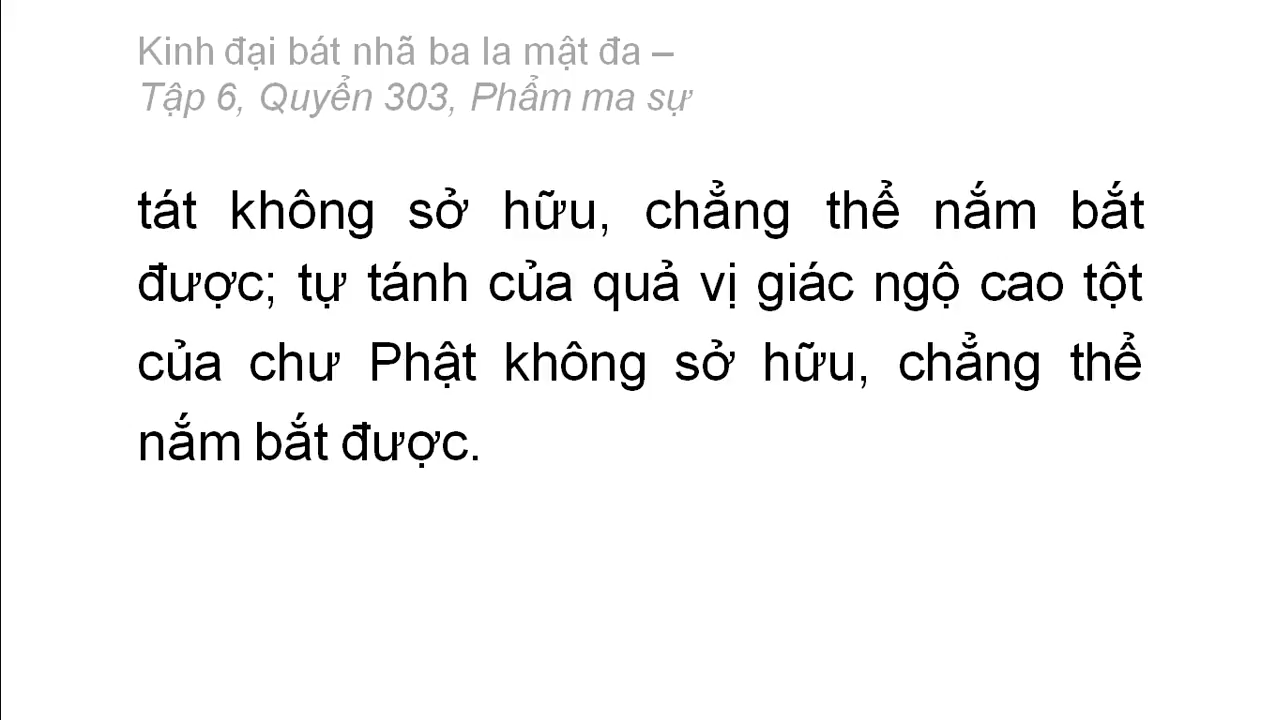 Kinh đại bát nhã ba la mật đa –
Tập 6, Quyển 303, Phẩm ma sự
tát không sở hữu, chẳng thể nắm bắt
được; tự tánh của quả vị giác ngộ cao tột
của chư Phật không sở hữu, chẳng thể
nắm bắt được.